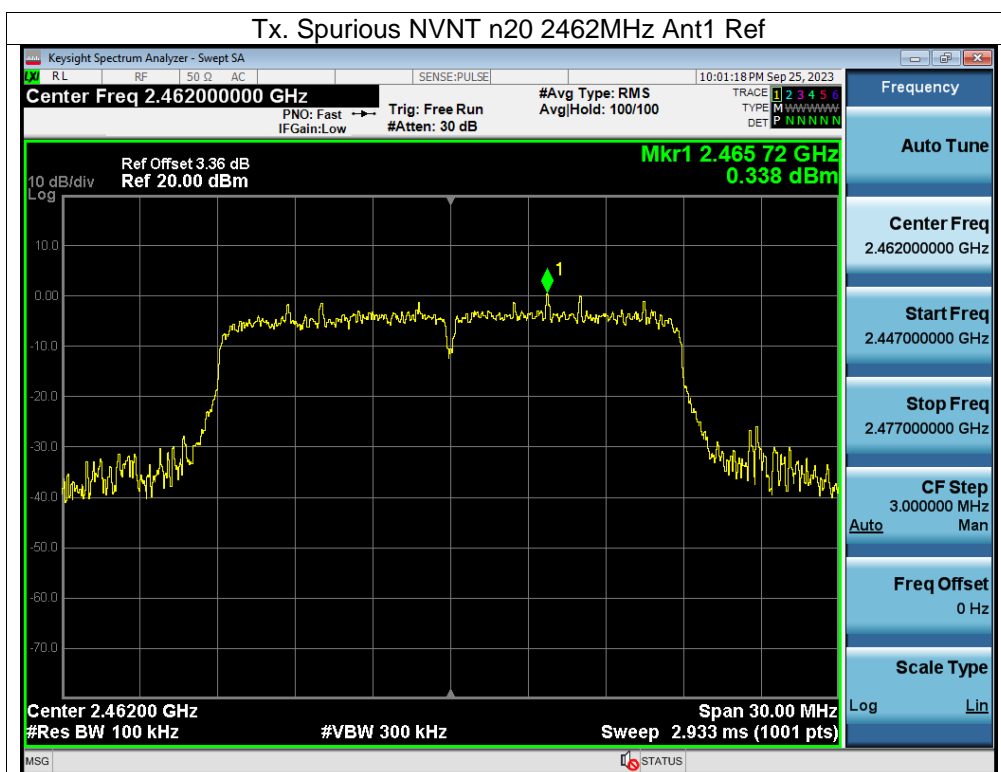 Tx. Spurious NVNT n20 2462MHz Ant1 Ref
Keysight Spectrum Analyzer - Swept SA
LXI RL RF 50 Ω AC SENSE:PULSE 10:01:18 PM Sep 25, 2023
Center Freq 2.462000000 GHz
PNO: Fast
IFGain:Low
Trig: Free Run
#Atten: 30 dB
#Avg Type: RMS
Avg|Hold: 100/100
TRACE 1 2 3 4 5 6
TYPE M WWWWW
DET P N N N N N
Mkr1 2.465 72 GHz
0.338 dBm
Ref Offset 3.36 dB
10 dB/div Ref 20.00 dBm
Log
10.0
0.00
-10.0
-20.0
-30.0
-40.0
-50.0
-60.0
-70.0
1
Center 2.46200 GHz Span 30.00 MHz
#Res BW 100 kHz #VBW 300 kHz Sweep 2.933 ms (1001 pts)
MSG STATUS
Frequency
Auto Tune
Center Freq
2.462000000 GHz
Start Freq
2.447000000 GHz
Stop Freq
2.477000000 GHz
CF Step
3.000000 MHz
Auto Man
Freq Offset
0 Hz
Scale Type
Log Lin